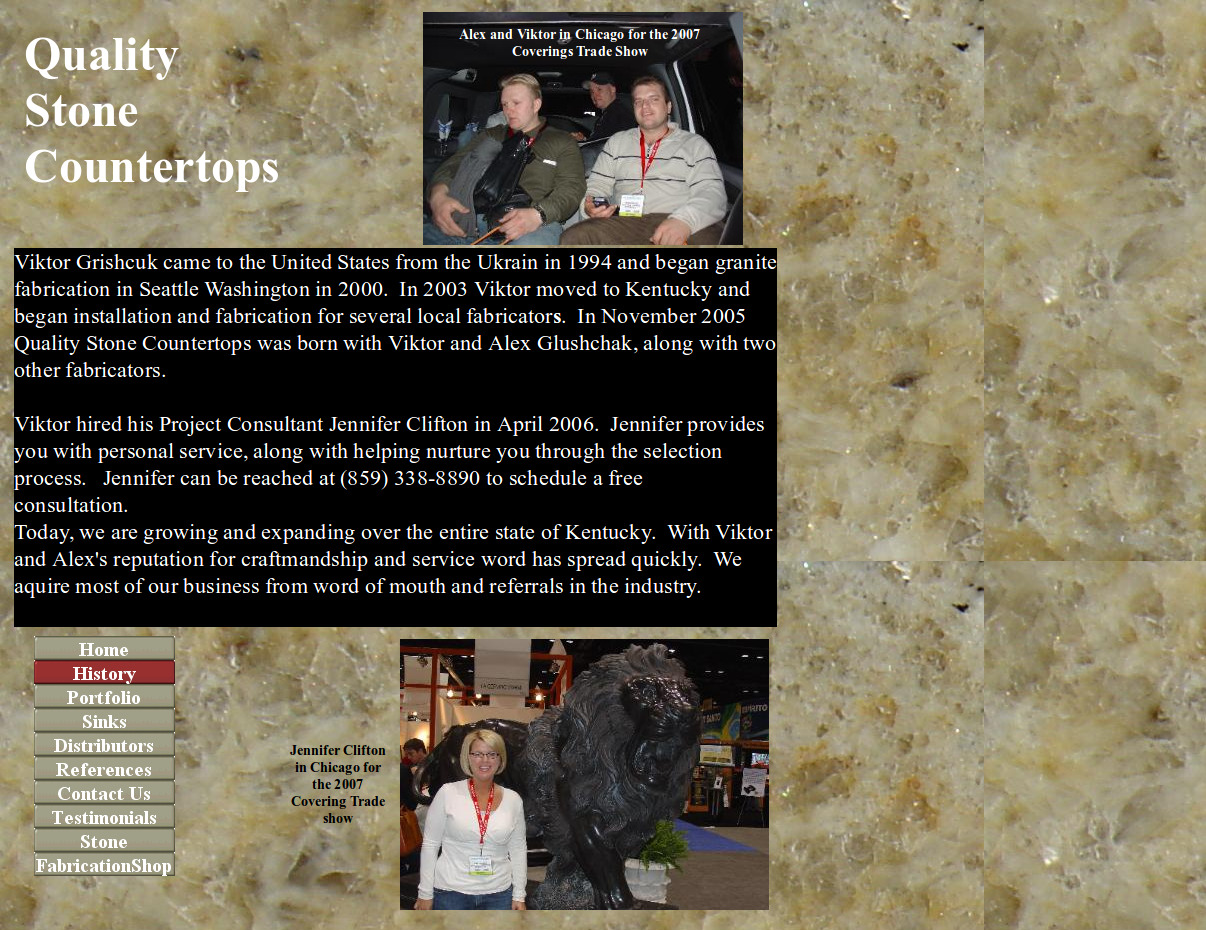 Quality
Stone
Countertops
Alex and Viktor in Chicago for the 2007
Coverings Trade Show
Viktor Grishcuk came to the United States from the Ukrain in 1994 and began granite
fabrication in Seattle Washington in 2000.  In 2003 Viktor moved to Kentucky and
began installation and fabrication for several local fabricators.  In November 2005
Quality Stone Countertops was born with Viktor and Alex Glushchak, along with two
other fabricators.
Viktor hired his Project Consultant Jennifer Clifton in April 2006.  Jennifer provides
you with personal service, along with helping nurture you through the selection
process.   Jennifer can be reached at (859) 338-8890 to schedule a free
consultation.
Today, we are growing and expanding over the entire state of Kentucky.  With Viktor
and Alex's reputation for craftmandship and service word has spread quickly.  We
aquire most of our business from word of mouth and referrals in the industry.
Home
History
Portfolio
Sinks
Distributors
References
Contact Us
Testimonials
Stone
FabricationShop
Jennifer Clifton
in Chicago for
the 2007
Covering Trade
show